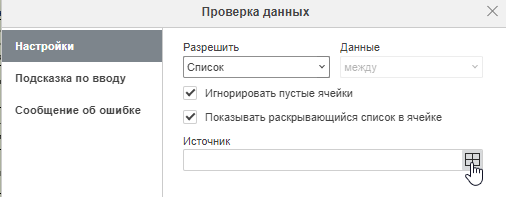 Проверка данных
Настройки
Подсказка по вводу
Сообщение об ошибке
Разрешить
Данные
Список
между
Игнорировать пустые ячейки
Показывать раскрывающийся список в ячейке
Источник